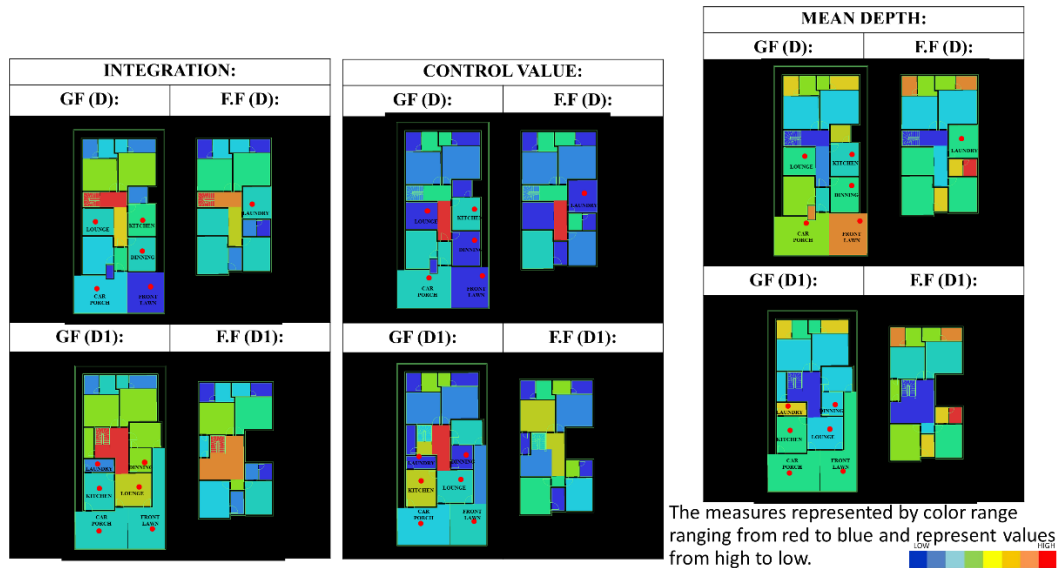 INTEGRATION:
GF (D):
F.F (D):
LOUNGE
KITCHEN
LAUNDRY
DINNING
CAR
PORCH
FRONT
LAWN
GF (D1):
F.F (D1):
LAUNDRY
DINNING
KITCHEN
LOUNGE
CAR
PORCH
FRONT
LAWN
CONTROL VALUE:
GF (D):
F.F (D):
LOUNGE
KITCHEN
LAUNDRY
DINNING
CAR
PORCH
FRONT
LAWN
GF (D1):
F.F (D1):
LAUNDRY
DINNING
KITCHEN
LOUNGE
CAR
PORCH
FRONT
LAWN
MEAN DEPTH:
GF (D):
F.F (D):
LOUNGE
KITCHEN
LAUNDRY
DINNING
CAR
PORCH
FRONT
LAWN
GF (D1):
F.F (D1):
LAUNDRY
DINNING
KITCHEN
LOUNGE
CAR
PORCH
FRONT
LAWN
The measures represented by color range
ranging from red to blue and represent values
from high to low.
LOW
HIGH